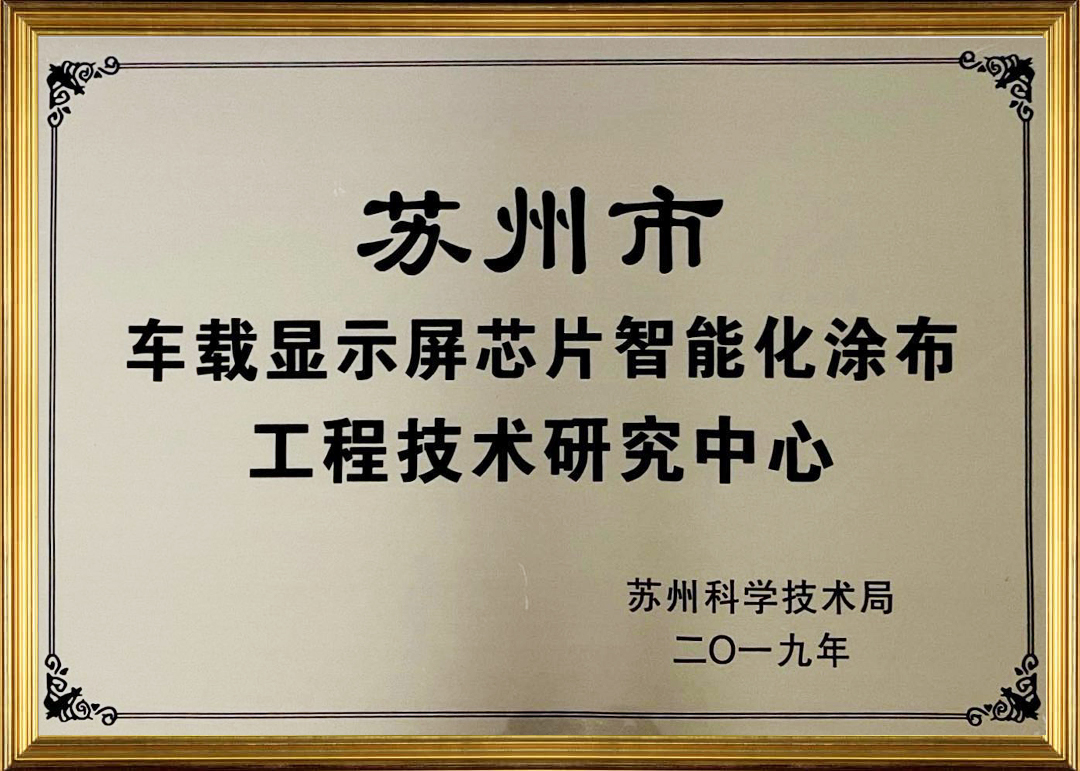 苏州市
车载显示屏芯片智能化涂布
工程技术研究中心
苏州科学技术局
二〇一九年